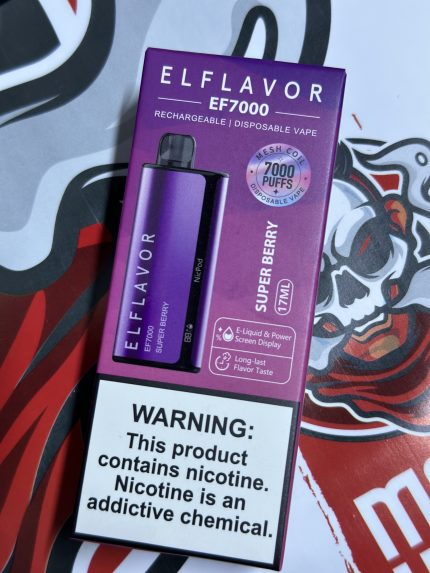 ELFLAVOR
EF7000
RECHARGEABLE | DISPOSABLE VAPE
MESH COIL
7000
PUFFS
DISPOSABLE VAPE
ELFLAVOR
EF7000
SUPER BERRY
NicPod
SUPER BERRY
17ML
E-Liquid & Power
Screen Display
Long-last
Flavor Taste
WARNING:
This product
contains nicotine.
Nicotine is an
addictive chemical.